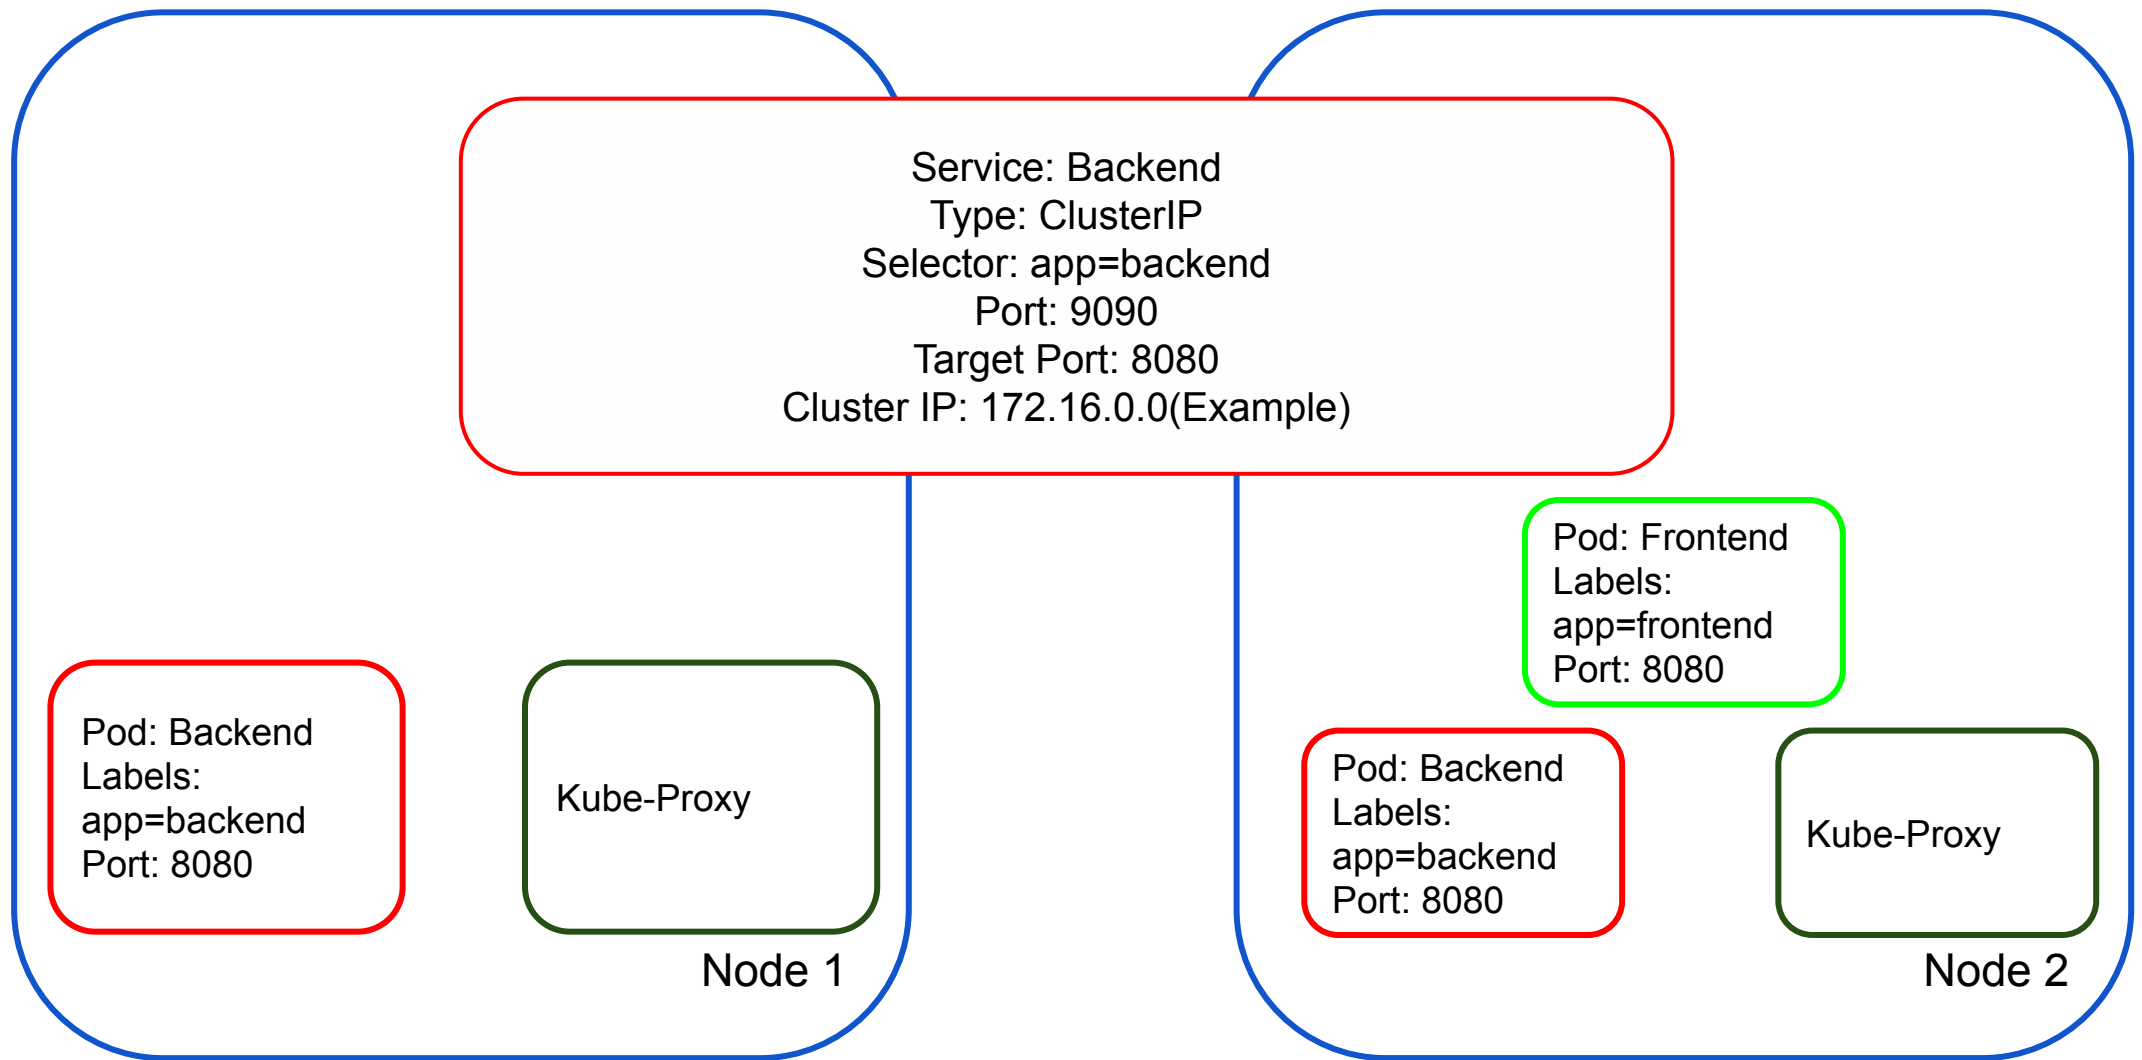 Service: Backend
Type: ClusterIP
Selector: app=backend
Port: 9090
Target Port: 8080
Cluster IP: 172.16.0.0(Example)
Pod: Backend
Labels:
app=backend
Port: 8080
Kube-Proxy
Node 1
Pod: Frontend
Labels:
app=frontend
Port: 8080
Pod: Backend
Labels:
app=backend
Port: 8080
Kube-Proxy
Node 2